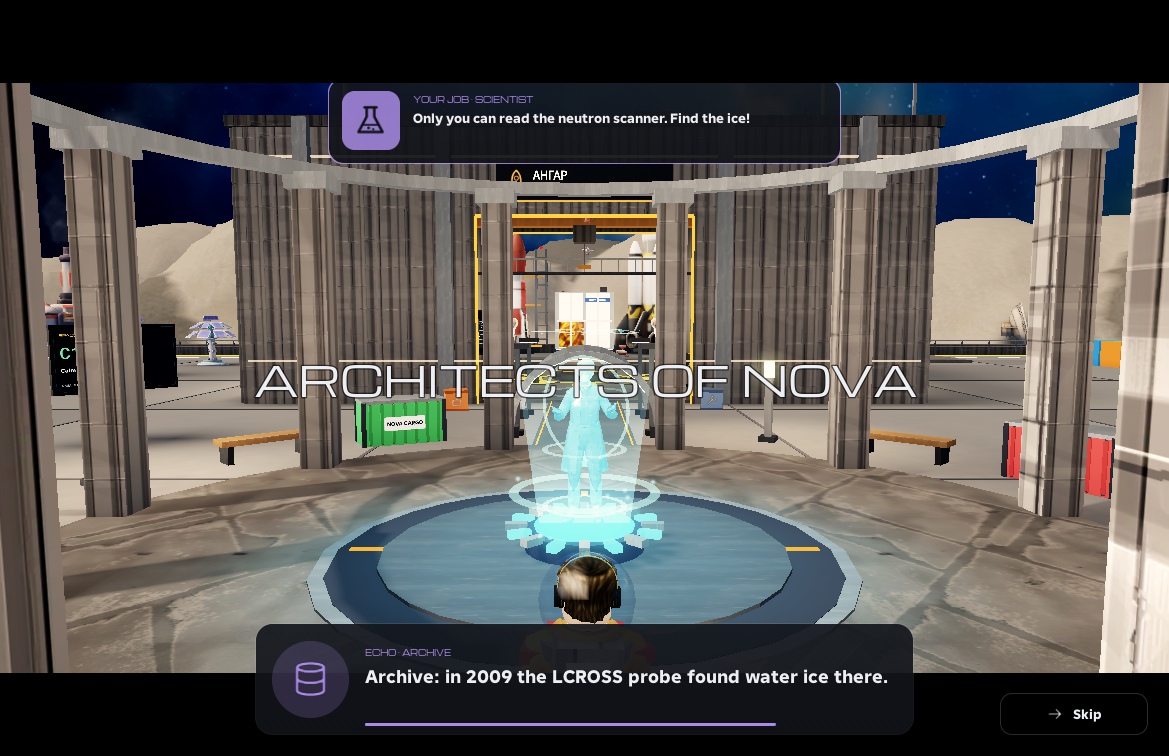 YOUR JOB · SCIENTIST
Only you can read the neutron scanner. Find the ice!
АНГАР
ARCHITECTS OF NOVA
NOVA CARGO
ECHO · ARCHIVE
Archive: in 2009 the LCROSS probe found water ice there.
Skip